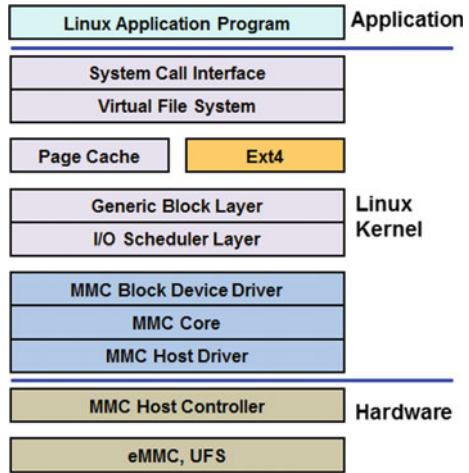 Linux Application Program
Application
System Call Interface
Virtual File System
Page Cache
Ext4
Generic Block Layer
I/O Scheduler Layer
Linux
Kernel
MMC Block Device Driver
MMC Core
MMC Host Driver
MMC Host Controller
Hardware
eMMC, UFS